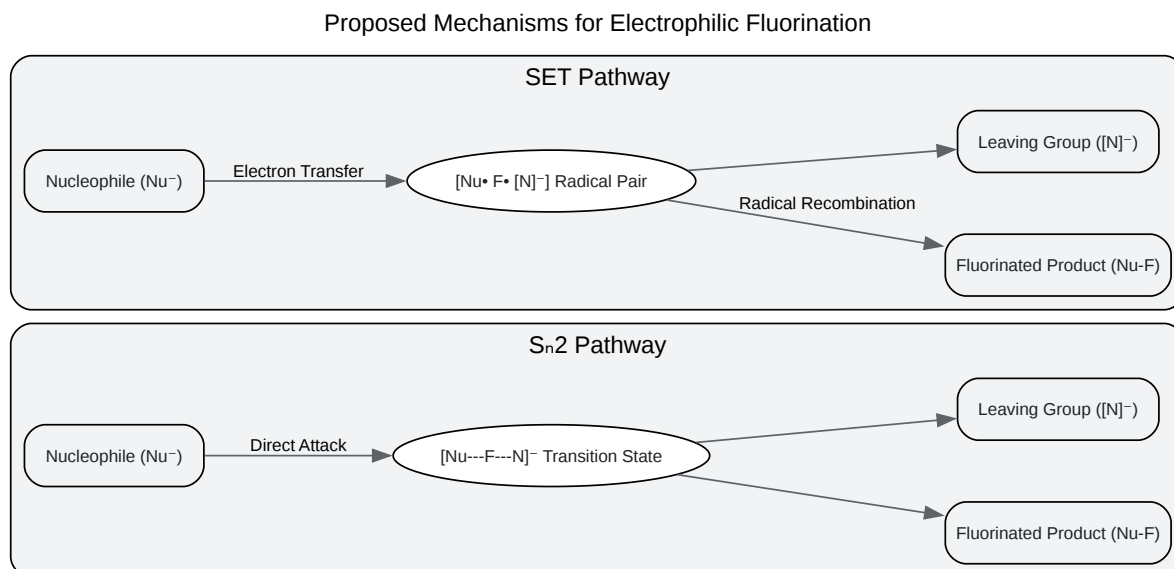 Proposed Mechanisms for Electrophilic Fluorination
SET Pathway
Nucleophile (Nu⁻)
Electron Transfer
[Nu• F• [N]⁻] Radical Pair
Leaving Group ([N]⁻)
Radical Recombination
Fluorinated Product (Nu-F)
Sₙ2 Pathway
Nucleophile (Nu⁻)
Direct Attack
[Nu---F---N]⁻ Transition State
Leaving Group ([N]⁻)
Fluorinated Product (Nu-F)